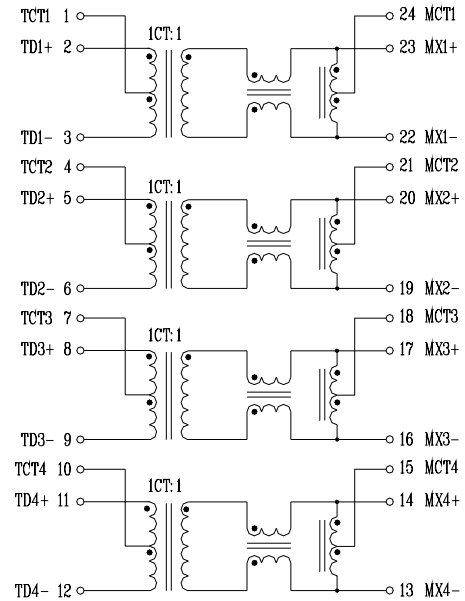 TCT1 1 24 MCT1
1CT:1
TD1+ 2 23 MX1+
TD1- 3 22 MX1-
TCT2 4 21 MCT2
1CT:1
TD2+ 5 20 MX2+
TD2- 6 19 MX2-
TCT3 7 18 MCT3
1CT:1
TD3+ 8 17 MX3+
TD3- 9 16 MX3-
TCT4 10 15 MCT4
1CT:1
TD4+ 11 14 MX4+
TD4- 12 13 MX4-